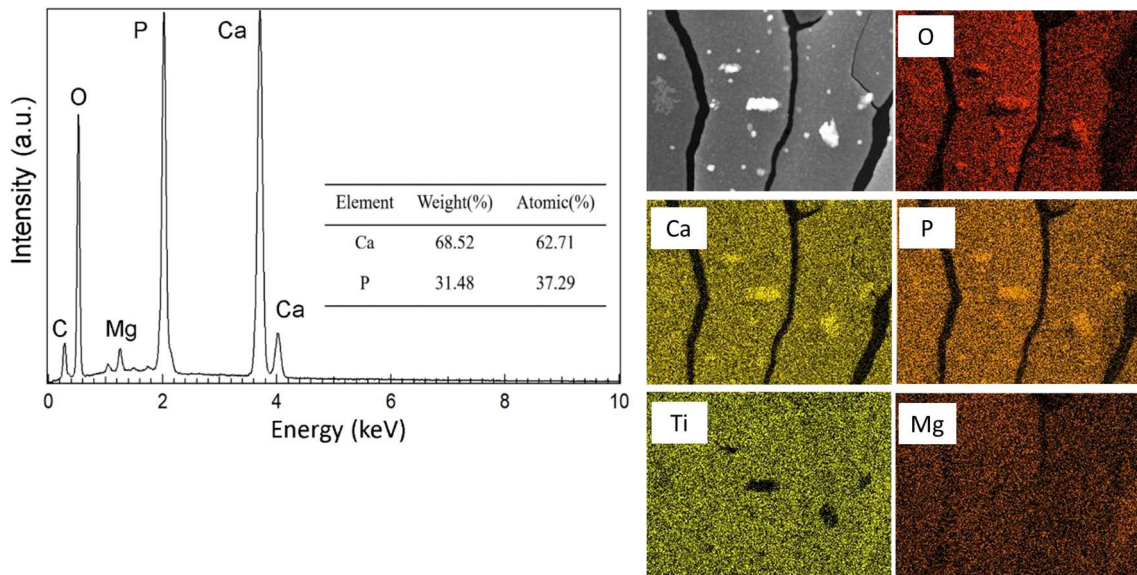 P
Ca
O
C
Mg
Ca
Element Weight(%) Atomic(%)
Ca 68.52 62.71
P 31.48 37.29
Intensity (a.u.)
0 2 4 6 8 10
Energy (keV)
O
Ca
P
Ti
Mg